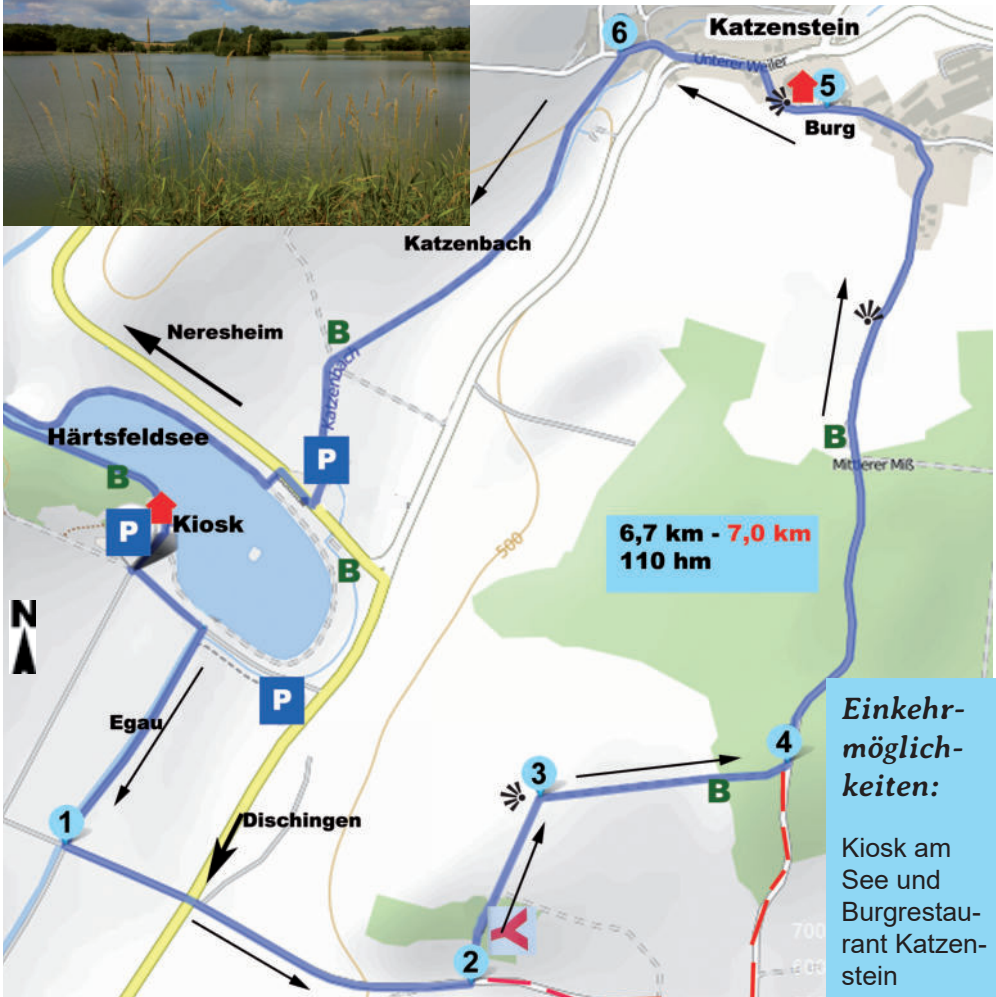 6
Katzenstein
Unterer Weiler
5
Burg
Katzenbach
Neresheim
B
Katzenbach
Härtsfeldsee
P
B
B
Mittlerer Miß
P
Kiosk
6,7 km - 7,0 km
110 hm
500
B
N
P
Egau
Einkehr-
möglich-
keiten:
4
3
B
1
Dischingen
Kiosk am
See und
Burgrestau-
rant Katzen-
stein
Y
700
2